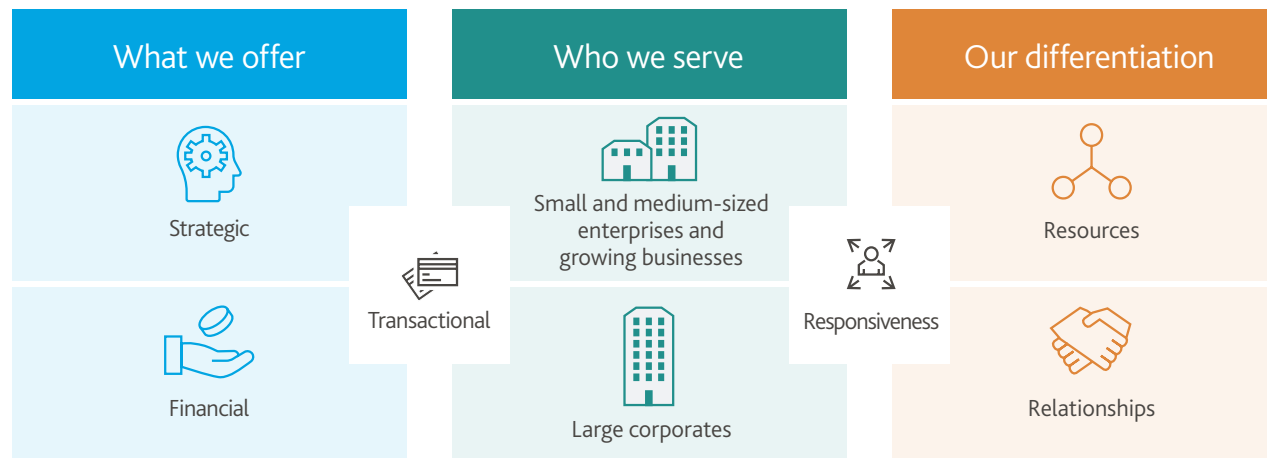 What we offer
Strategic
Financial
Transactional
Who we serve
Small and medium-sized
enterprises and
growing businesses
Large corporates
Responsiveness
Our differentiation
Resources
Relationships